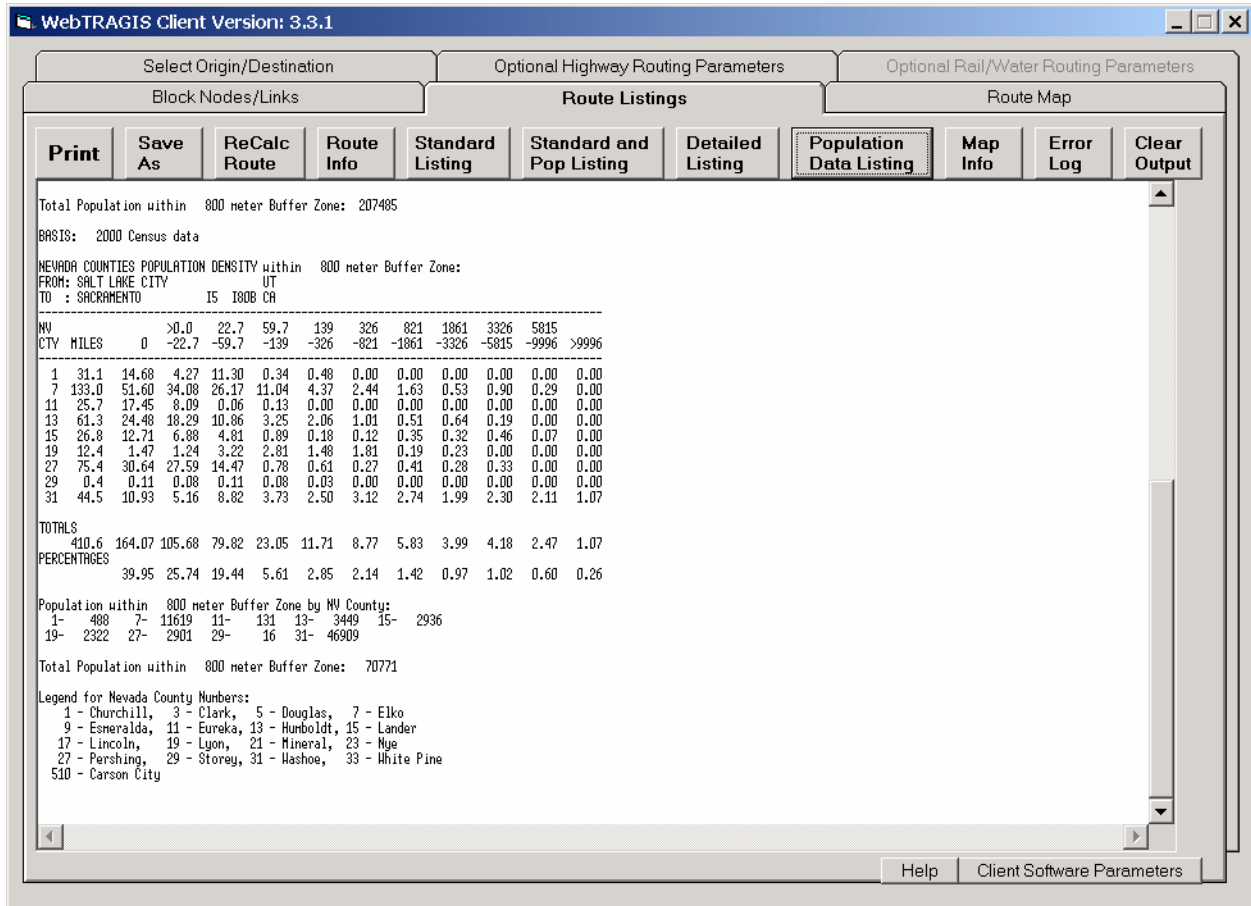 WebTRAGIS Client Version: 3.3.1
Select Origin/Destination Optional Highway Routing Parameters Optional Rail/Water Routing Parameters
Block Nodes/Links Route Listings Route Map
Print Save As ReCalc Route Route Info Standard Listing Standard and Pop Listing Detailed Listing Population Data Listing Map Info Error Log Clear Output
Total Population within 800 meter Buffer Zone: 207485
BASIS: 2000 Census data
NEVADA COUNTIES POPULATION DENSITY within 800 meter Buffer Zone:
FROM: SALT LAKE CITY UT
TO : SACRAMENTO I5 I80B CA
NV >0.0 22.7 59.7 139 326 821 1861 3326 5815
CTY MILES 0 -22.7 -59.7 -139 -326 -821 -1861 -3326 -5815 -9996 >9996
1 31.1 14.68 4.27 11.30 0.34 0.48 0.00 0.00 0.00 0.00 0.00 0.00
7 133.0 51.60 34.08 26.17 11.04 4.37 2.44 1.63 0.53 0.90 0.29 0.00
11 25.7 17.45 8.09 0.06 0.13 0.00 0.00 0.00 0.00 0.00 0.00 0.00
13 61.3 24.48 18.29 10.86 3.25 2.06 1.01 0.51 0.64 0.19 0.00 0.00
15 26.8 12.71 6.88 4.81 0.89 0.18 0.12 0.35 0.32 0.46 0.07 0.00
19 12.4 1.47 1.24 3.22 2.81 1.48 1.81 0.19 0.23 0.00 0.00 0.00
27 75.4 30.64 27.59 14.47 0.78 0.61 0.27 0.41 0.28 0.33 0.00 0.00
29 0.4 0.11 0.08 0.11 0.08 0.03 0.00 0.00 0.00 0.00 0.00 0.00
31 44.5 10.93 5.16 8.82 3.73 2.50 3.12 2.74 1.99 2.30 2.11 1.07
TOTALS
410.6 164.07 105.68 79.82 23.05 11.71 8.77 5.83 3.99 4.18 2.47 1.07
PERCENTAGES
39.95 25.74 19.44 5.61 2.85 2.14 1.42 0.97 1.02 0.60 0.26
Population within 800 meter Buffer Zone by NV County:
1- 488 7- 11619 11- 131 13- 3449 15- 2936
19- 2322 27- 2901 29- 16 31- 46909
Total Population within 800 meter Buffer Zone: 70771
Legend for Nevada County Numbers:
1 - Churchill, 3 - Clark, 5 - Douglas, 7 - Elko
9 - Esmeralda, 11 - Eureka, 13 - Humboldt, 15 - Lander
17 - Lincoln, 19 - Lyon, 21 - Mineral, 23 - Nye
27 - Pershing, 29 - Storey, 31 - Washoe, 33 - White Pine
510 - Carson City
Help Client Software Parameters